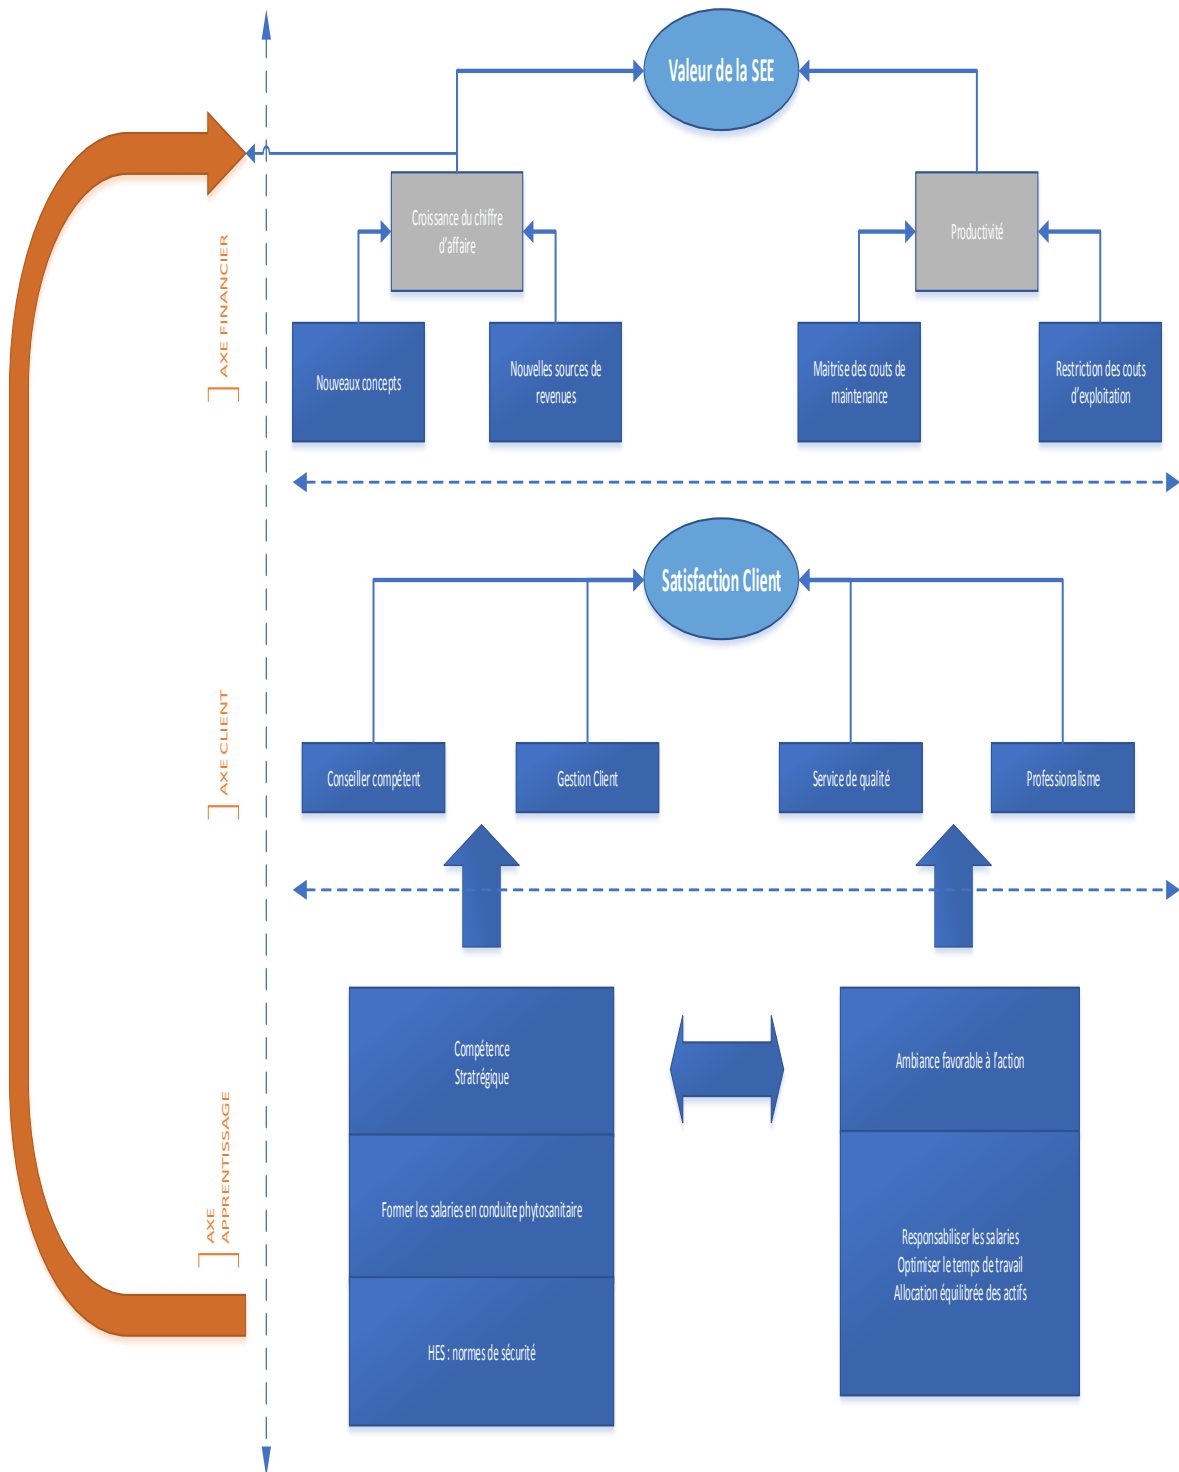 Valeur de la SEE
Croissance du chiffre
d'affaire
Productivité
AXE FINANCIER
Nouveaux concepts
Nouvelles sources de
revenues
Maitrise des couts de
maintenance
Restriction des couts
d'exploitation
Satisfaction Client
AXE CLIENT
Conseiller compétent
Gestion Client
Service de qualité
Professionalisme
AXE
APPRENTISSAGE
Compétence
Stratrégique
Former les salaries en conduite phytosanitaire
HES : normes de sécurité
Ambiance favorable à l'action
Responsabiliser les salaries
Optimiser le temps de travail
Allocation équilibrée des actifs